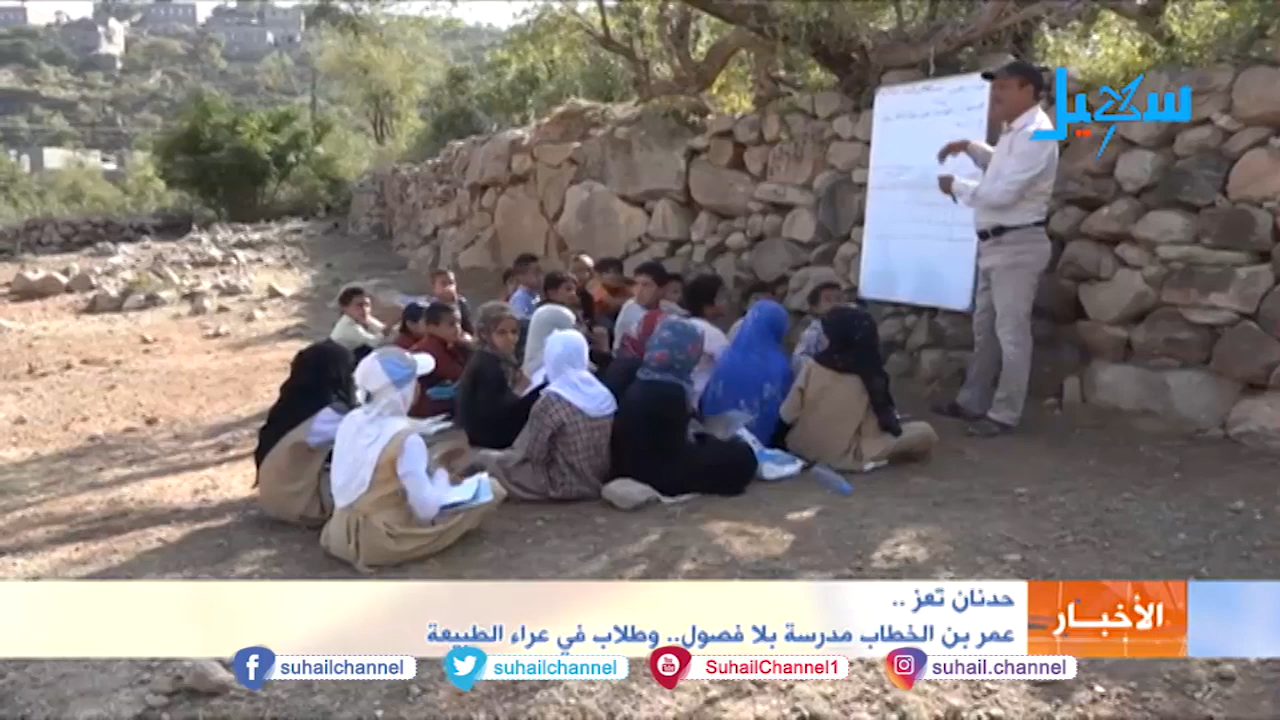 سهيل
الأخبار
حدنان تعز ..
عمر بن الخطاب مدرسة بلا فصول.. وطلاب في عراء الطبيعة
suhailchannel
suhailchannel
SuhailChannel1
suhail.channel